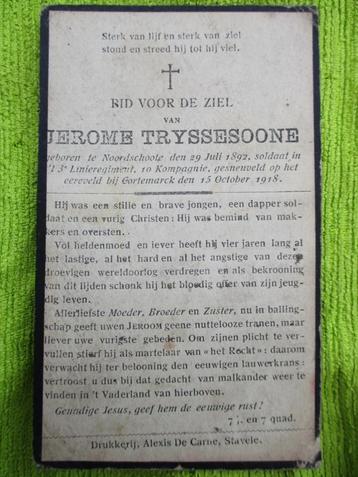 Sterk van lijf en sterk van ziel
stond en streed hij tot hij viel.
BID VOOR DE ZIEL
VAN
JEROME TRYSSESOONE
geboren te Noordschoote den 29 Juli 1892, soldaat in
't 3e Linieregiment, 10 Kompagnie, gesneuveld op het
eereveld bij Cortemarck den 15 October 1918.
Hij was een stille en brave jongen, een dapper sol-
daat en een vurig Christen: Hij was bemind van mak-
kers en oversten.
Vol heldenmoed en iever heeft hij vier jaren lang al
het lastige, al het harde en al het angstige van dezen
droevigen wereldoorlog verdregen en als bekrooning
van dit lijden schonk hij het bloedig offer van zijn jeug-
dig leven.
Allerliefste Moeder, Broeder en Zuster, nu in balling-
schap geeft uwen JEROOM geene nuttelooze tranen, maar
liever uwe vurigste gebeden. Om zijnen plicht te ver-
vullen stierf hij als martelaar van «het Recht»: daarom
verwacht hij ter belooning den eeuwigen lauwerkrans:
vertroost u dus bij dat gedacht van malkander weer te
vinden in 't Vaderland van hierboven.
Genadige Jesus, geef hem de eeuwige rust!
7 j. en 7 quad.
Drukkerij, Alexis De Carne, Stavele.